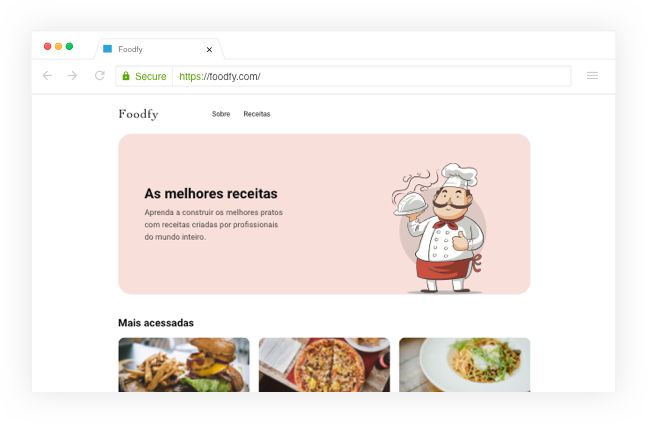 Foodfy
Secure https://foodfy.com/
Foodfy Sobre Receitas
As melhores receitas
Aprenda a construir os melhores pratos
com receitas criadas por profissionais
do mundo inteiro.
Mais acessadas